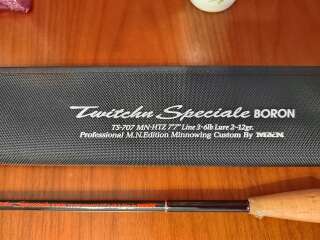 Twitchn Speciale BORON
TS-707 MN-HTZ 7'7" Line 3-6lb Lure 2-12gr.
Professional M.N.Edition Minnowing Custom By